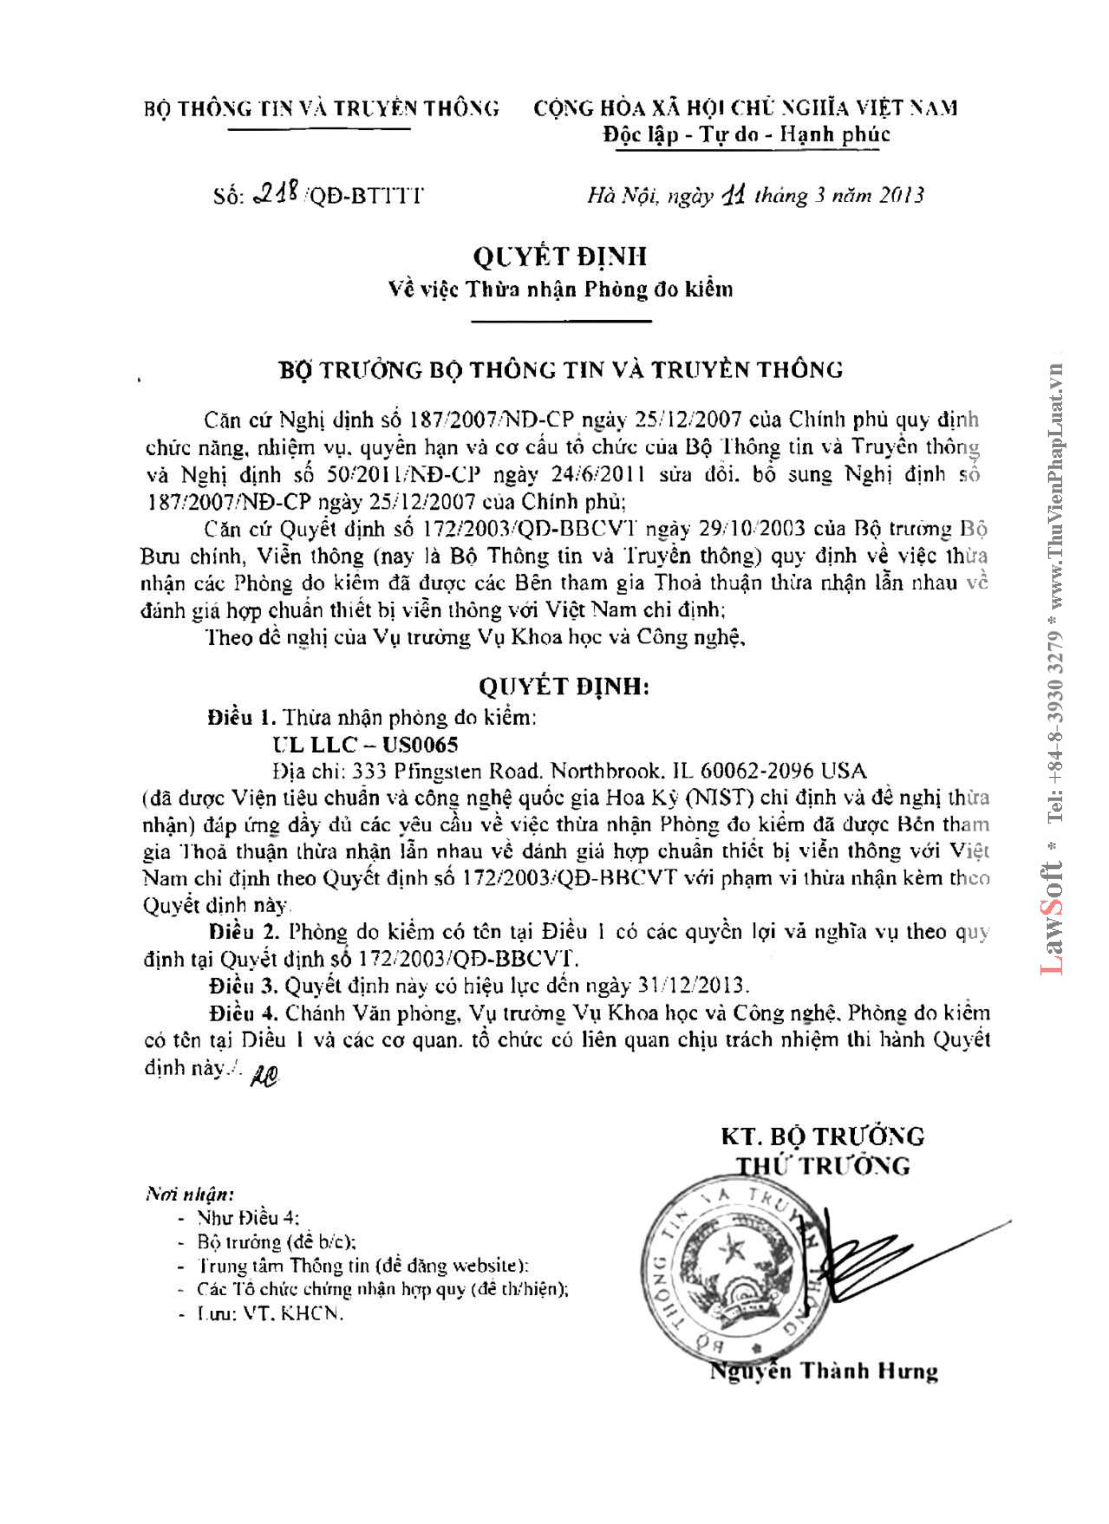 BỘ THÔNG TIN VÀ TRUYỀN THÔNG
CỘNG HÒA XÃ HỘI CHỦ NGHĨA VIỆT NAM
Độc lập - Tự do - Hạnh phúc
Số: 218/QĐ-BTTTT
Hà Nội, ngày 11 tháng 3 năm 2013
QUYẾT ĐỊNH
Về việc Thừa nhận Phòng đo kiểm
BỘ TRƯỞNG BỘ THÔNG TIN VÀ TRUYỀN THÔNG
Căn cứ Nghị định số 187/2007/NĐ-CP ngày 25/12/2007 của Chính phủ quy định
chức năng, nhiệm vụ, quyền hạn và cơ cấu tổ chức của Bộ Thông tin và Truyền thông
và Nghị định số 50/2011/NĐ-CP ngày 24/6/2011 sửa đổi, bổ sung Nghị định số
187/2007/NĐ-CP ngày 25/12/2007 của Chính phủ;
Căn cứ Quyết định số 172/2003/QĐ-BBCVT ngày 29/10/2003 của Bộ trưởng Bộ
Bưu chính, Viễn thông (nay là Bộ Thông tin và Truyền thông) quy định về việc thừa
nhận các Phòng đo kiểm đã được các Bên tham gia Thoả thuận thừa nhận lẫn nhau về
đánh giá hợp chuẩn thiết bị viễn thông với Việt Nam chỉ định;
Theo đề nghị của Vụ trưởng Vụ Khoa học và Công nghệ,
QUYẾT ĐỊNH:
Điều 1. Thừa nhận phòng đo kiểm:
UL LLC – US0065
Địa chỉ: 333 Pfingsten Road, Northbrook, IL 60062-2096 USA
(đã được Viện tiêu chuẩn và công nghệ quốc gia Hoa Kỳ (NIST) chỉ định và đề nghị thừa
nhận) đáp ứng đầy đủ các yêu cầu về việc thừa nhận Phòng đo kiểm đã được Bên tham
gia Thoả thuận thừa nhận lẫn nhau về đánh giá hợp chuẩn thiết bị viễn thông với Việt
Nam chỉ định theo Quyết định số 172/2003/QĐ-BBCVT với phạm vi thừa nhận kèm theo
Quyết định này.
Điều 2. Phòng đo kiểm có tên tại Điều 1 có các quyền lợi và nghĩa vụ theo quy
định tại Quyết định số 172/2003/QĐ-BBCVT.
Điều 3. Quyết định này có hiệu lực đến ngày 31/12/2013.
Điều 4. Chánh Văn phòng, Vụ trưởng Vụ Khoa học và Công nghệ, Phòng đo kiểm
có tên tại Điều 1 và các cơ quan, tổ chức có liên quan chịu trách nhiệm thi hành Quyết
định này./.
KT. BỘ TRƯỞNG
THỨ TRƯỞNG
Nơi nhận:
- Như Điều 4;
- Bộ trưởng (để b/c);
- Trung tâm Thông tin (để đăng website);
- Các Tổ chức chứng nhận hợp quy (để th/hiện);
- Lưu: VT, KHCN.
BỘ THÔNG TIN VÀ TRUYỀN THÔNG
Nguyễn Thành Hưng
LawSoft * Tel: +84-8-3930 3279 * www.ThuVienPhapLuat.vn